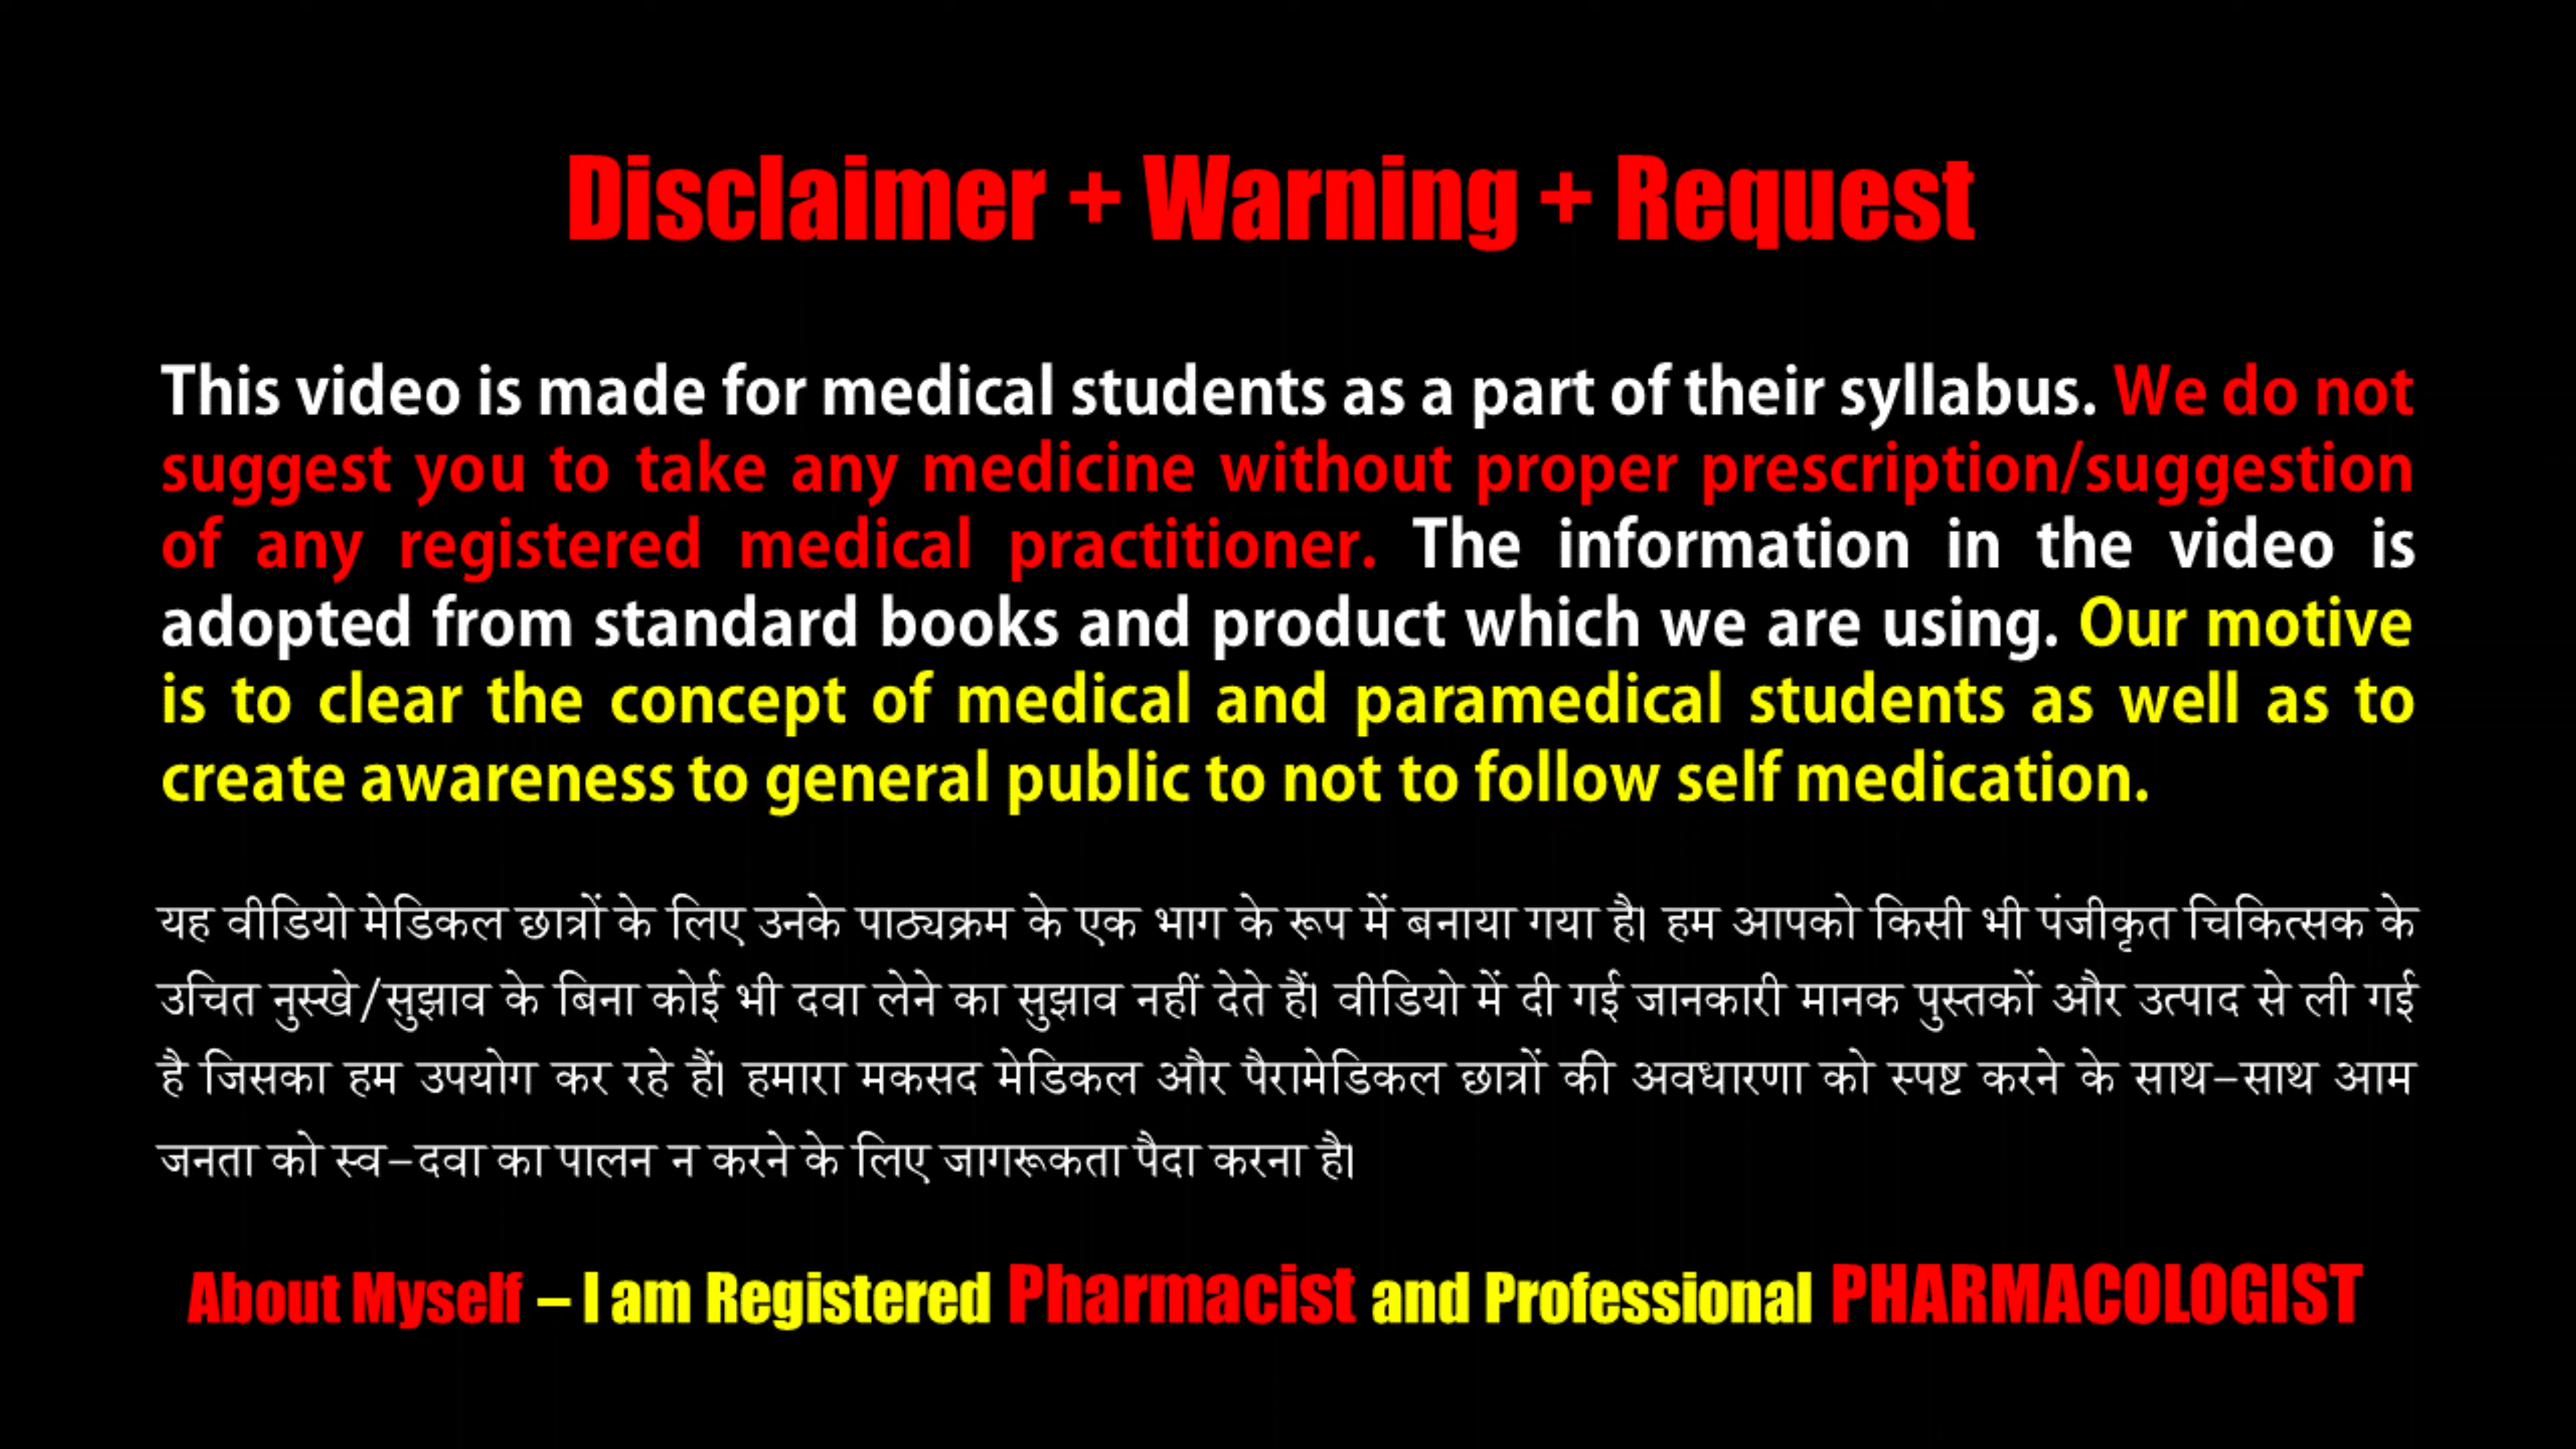 Disclaimer + Warning + Request
This video is made for medical students as a part of their syllabus. We do not
suggest you to take any medicine without proper prescription/suggestion
of any registered medical practitioner. The information in the video is
adopted from standard books and product which we are using. Our motive
is to clear the concept of medical and paramedical students as well as to
create awareness to general public to not to follow self medication.
यह वीडियो मेडिकल छात्रों के लिए उनके पाठ्यक्रम के एक भाग के रूप में बनाया गया है। हम आपको किसी भी पंजीकृत चिकित्सक के
उचित नुस्खे/सुझाव के बिना कोई भी दवा लेने का सुझाव नहीं देते हैं। वीडियो में दी गई जानकारी मानक पुस्तकों और उत्पाद से ली गई
है जिसका हम उपयोग कर रहे हैं। हमारा मकसद मेडिकल और पैरामेडिकल छात्रों की अवधारणा को स्पष्ट करने के साथ-साथ आम
जनता को स्व-दवा का पालन न करने के लिए जागरूकता पैदा करना है।
About Myself – I am Registered Pharmacist and Professional PHARMACOLOGIST